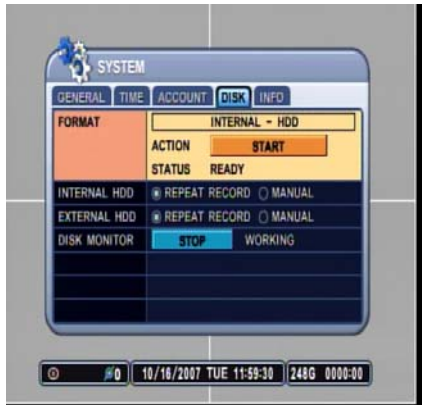 SYSTEM
GENERAL TIME ACCOUNT DISK INFO
FORMAT INTERNAL - HDD
ACTION START
STATUS READY
INTERNAL HDD REPEAT RECORD MANUAL
EXTERNAL HDD REPEAT RECORD MANUAL
DISK MONITOR STOP WORKING
0 10/16/2007 TUE 11:59:30 248G 0000:00